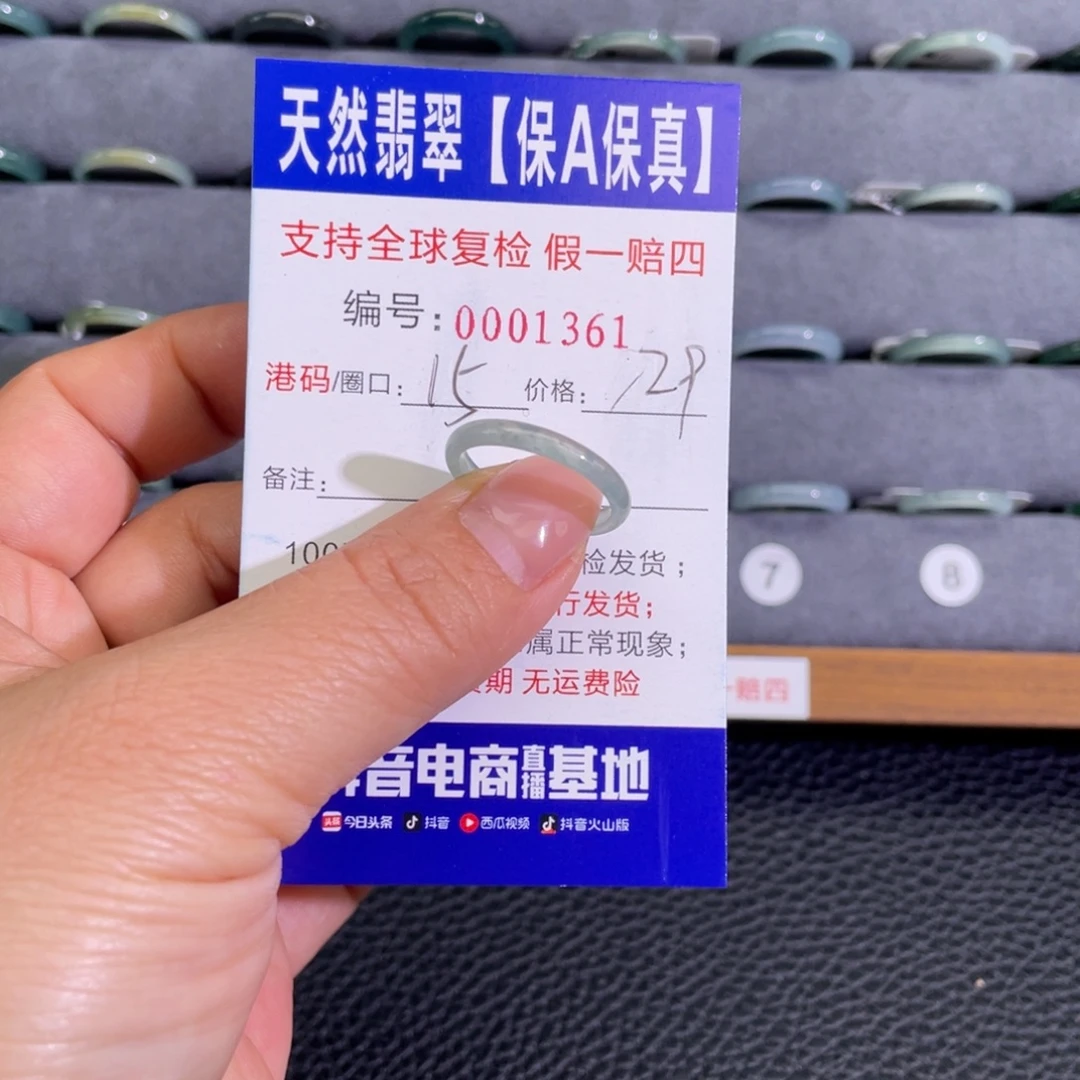 天然翡翠【保A保真】
支持全球复检 假一赔四
编号：0001361
港码/圈口：15 价格：
备注：
100
检发货；
行发货；
属正常现象；
期 无运费险
音电商直播基地
头条 今日头条 抖音 西瓜视频 抖音火山版
7 8
赔四